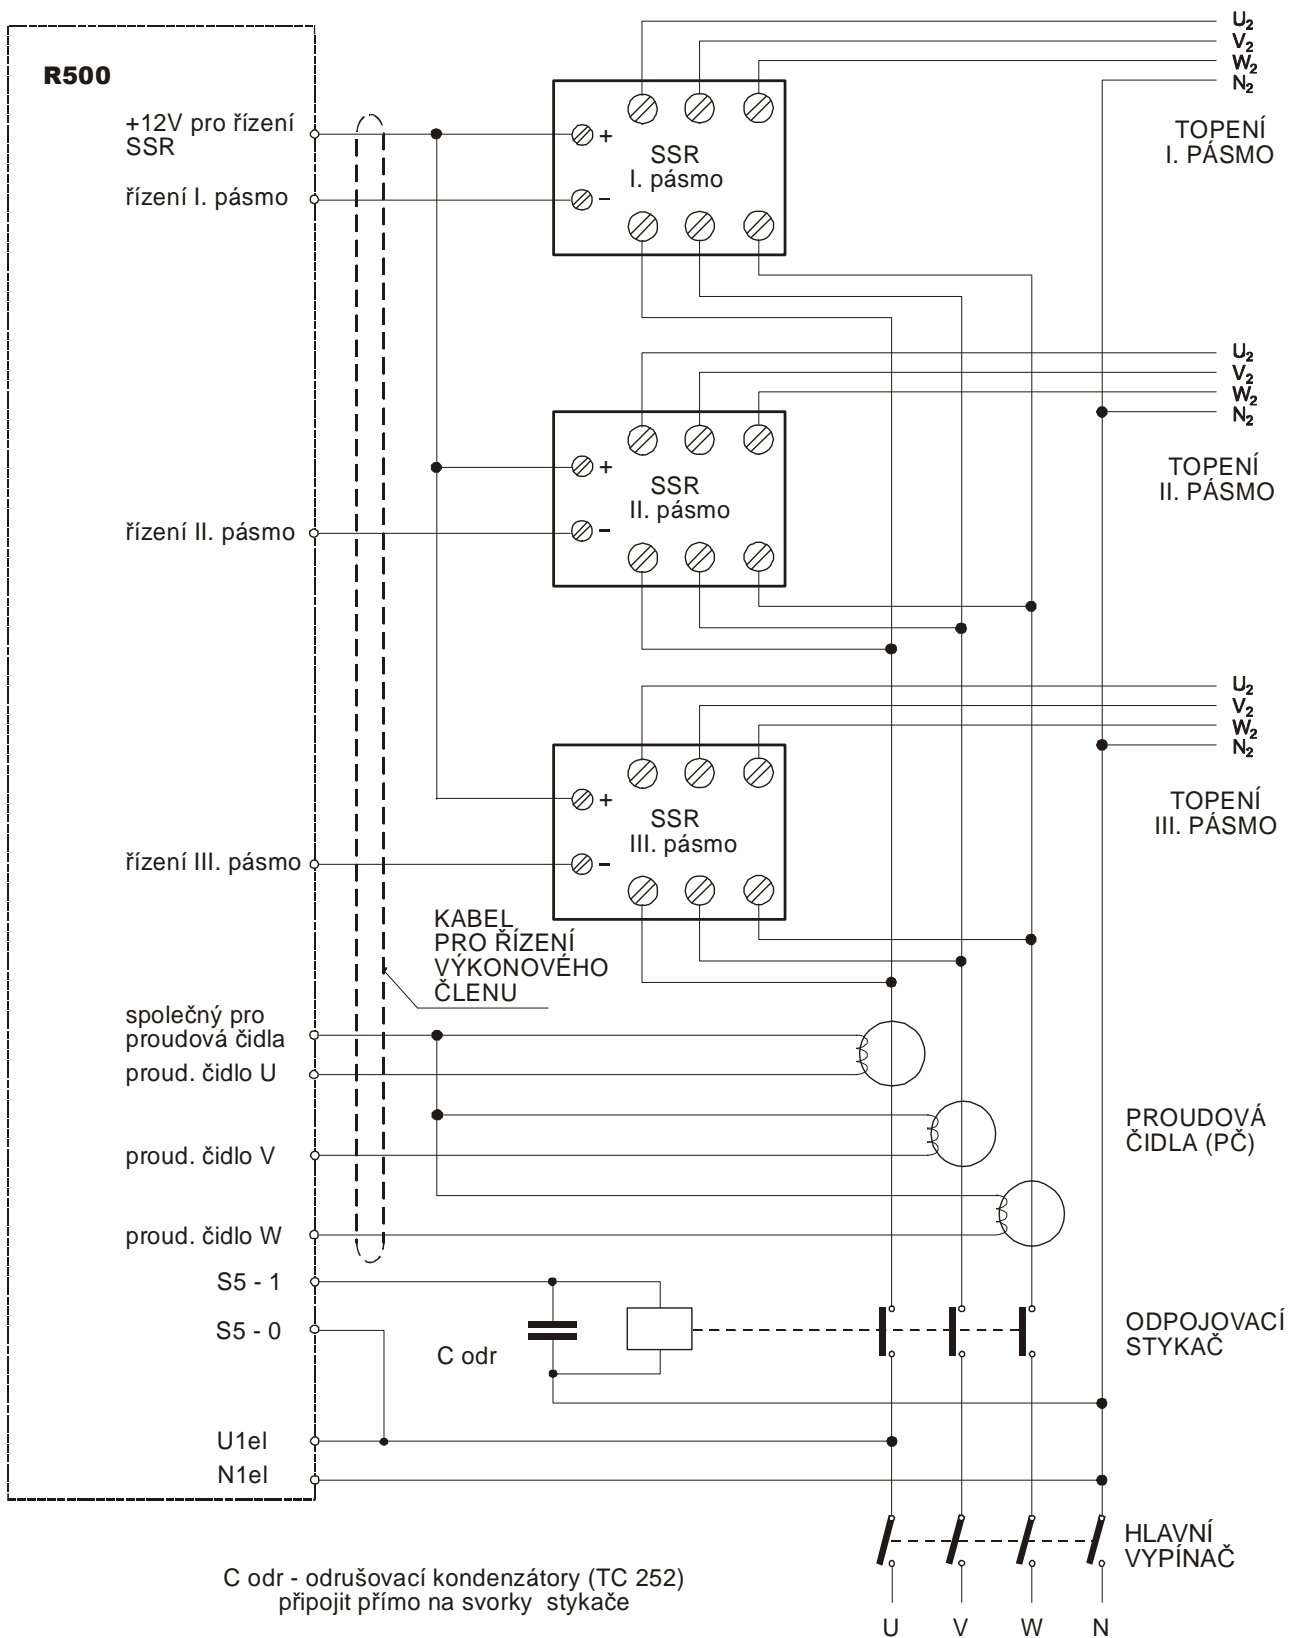 U₂
V₂
W₂
N₂
R500
+12V pro řízení
SSR
řízení I. pásmo
+
SSR
I. pásmo
–
TOPENÍ
I. PÁSMO
U₂
V₂
W₂
N₂
řízení II. pásmo
+
SSR
II. pásmo
–
TOPENÍ
II. PÁSMO
U₂
V₂
W₂
N₂
řízení III. pásmo
+
SSR
III. pásmo
–
TOPENÍ
III. PÁSMO
KABEL
PRO ŘÍZENÍ
VÝKONOVÉHO
ČLENU
společný pro
proudová čidla
proud. čidlo U
proud. čidlo V
proud. čidlo W
PROUDOVÁ
ČIDLA (PČ)
S5 - 1
S5 - 0
C odr
ODPOJOVACÍ
STYKAČ
U1el
N1el
HLAVNÍ
VYPÍNAČ
C odr - odrušovací kondenzátory (TC 252)
připojit přímo na svorky stykače
U V W N